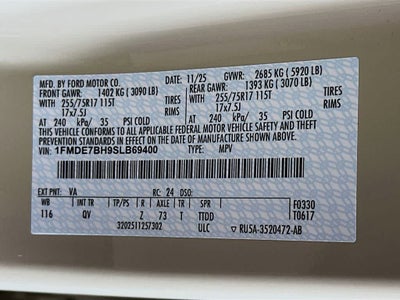 MFD. BY FORD MOTOR CO. 11/25 GVWR: 2685 KG ( 5920 LB)
FRONT GAWR: 1402 KG ( 3090 LB) REAR GAWR: 1393 KG ( 3070 LB)
WITH 255/75R17 115T TIRES WITH 255/75R17 115T TIRES
17x7.5J RIMS 17x7.5J RIMS
AT 240 kPa/ 35 PSI COLD AT 240 kPa/ 35 PSI COLD
THIS VEHICLE CONFORMS TO ALL APPLICABLE FEDERAL MOTOR VEHICLE SAFETY AND THEFT
PREVENTION STANDARDS IN EFFECT ON THE DATE OF MANUFACTURE SHOWN ABOVE.
VIN: 1FMDE7BH9SLB69400 TYPE: MPV
EXT PNT: VA RC: 24 DSO: F0330
WB INT TR TP/PS R AXLE TR SPR T0617
116 QV Z 73 T TTDD
3202511257302 ULC RU5A-3520472-AB